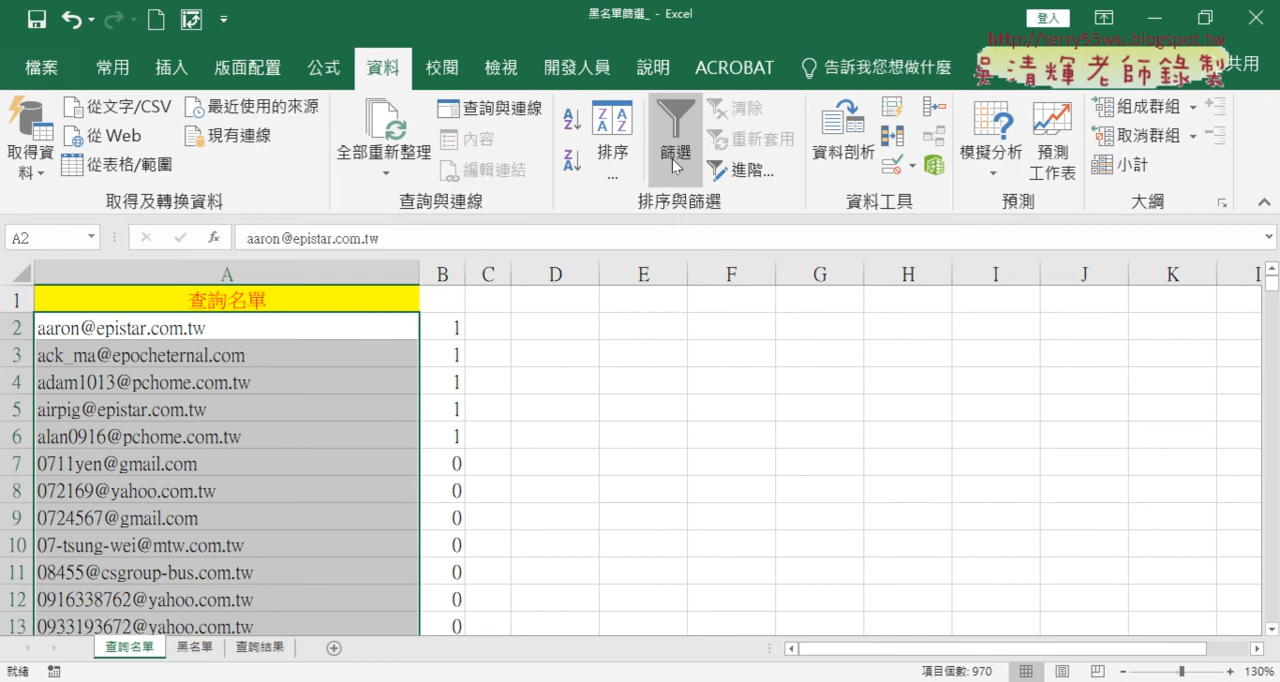 黑名單篩選_ - Excel
登入
http://terry55wu.blogspot.tw
吳清輝老師錄製
檔案 常用 插入 版面配置 公式 資料 校閱 檢視 開發人員 說明 ACROBAT 告訴我您想做什麼 共用
取得資料
從文字/CSV
從 Web
從表格/範圍
最近使用的來源
現有連線
取得及轉換資料
全部重新整理
查詢與連線
內容
編輯連結
查詢與連線
排序...
篩選
清除
重新套用
進階...
排序與篩選
資料剖析
資料工具
模擬分析
預測工作表
預測
組成群組
取消群組
小計
大綱
A2 fx aaron@epistar.com.tw
A B C D E F G H I J K
1 查詢名單
2 aaron@epistar.com.tw 1
3 ack_ma@epocheternal.com 1
4 adam1013@pchome.com.tw 1
5 airpig@epistar.com.tw 1
6 alan0916@pchome.com.tw 1
7 0711yen@gmail.com 0
8 072169@yahoo.com.tw 0
9 0724567@gmail.com 0
10 07-tsung-wei@mtw.com.tw 0
11 08455@csgroup-bus.com.tw 0
12 0916338762@yahoo.com.tw 0
13 0933193672@yahoo.com.tw 0
查詢名單 黑名單 查詢結果
就緒 項目個數: 970 130%